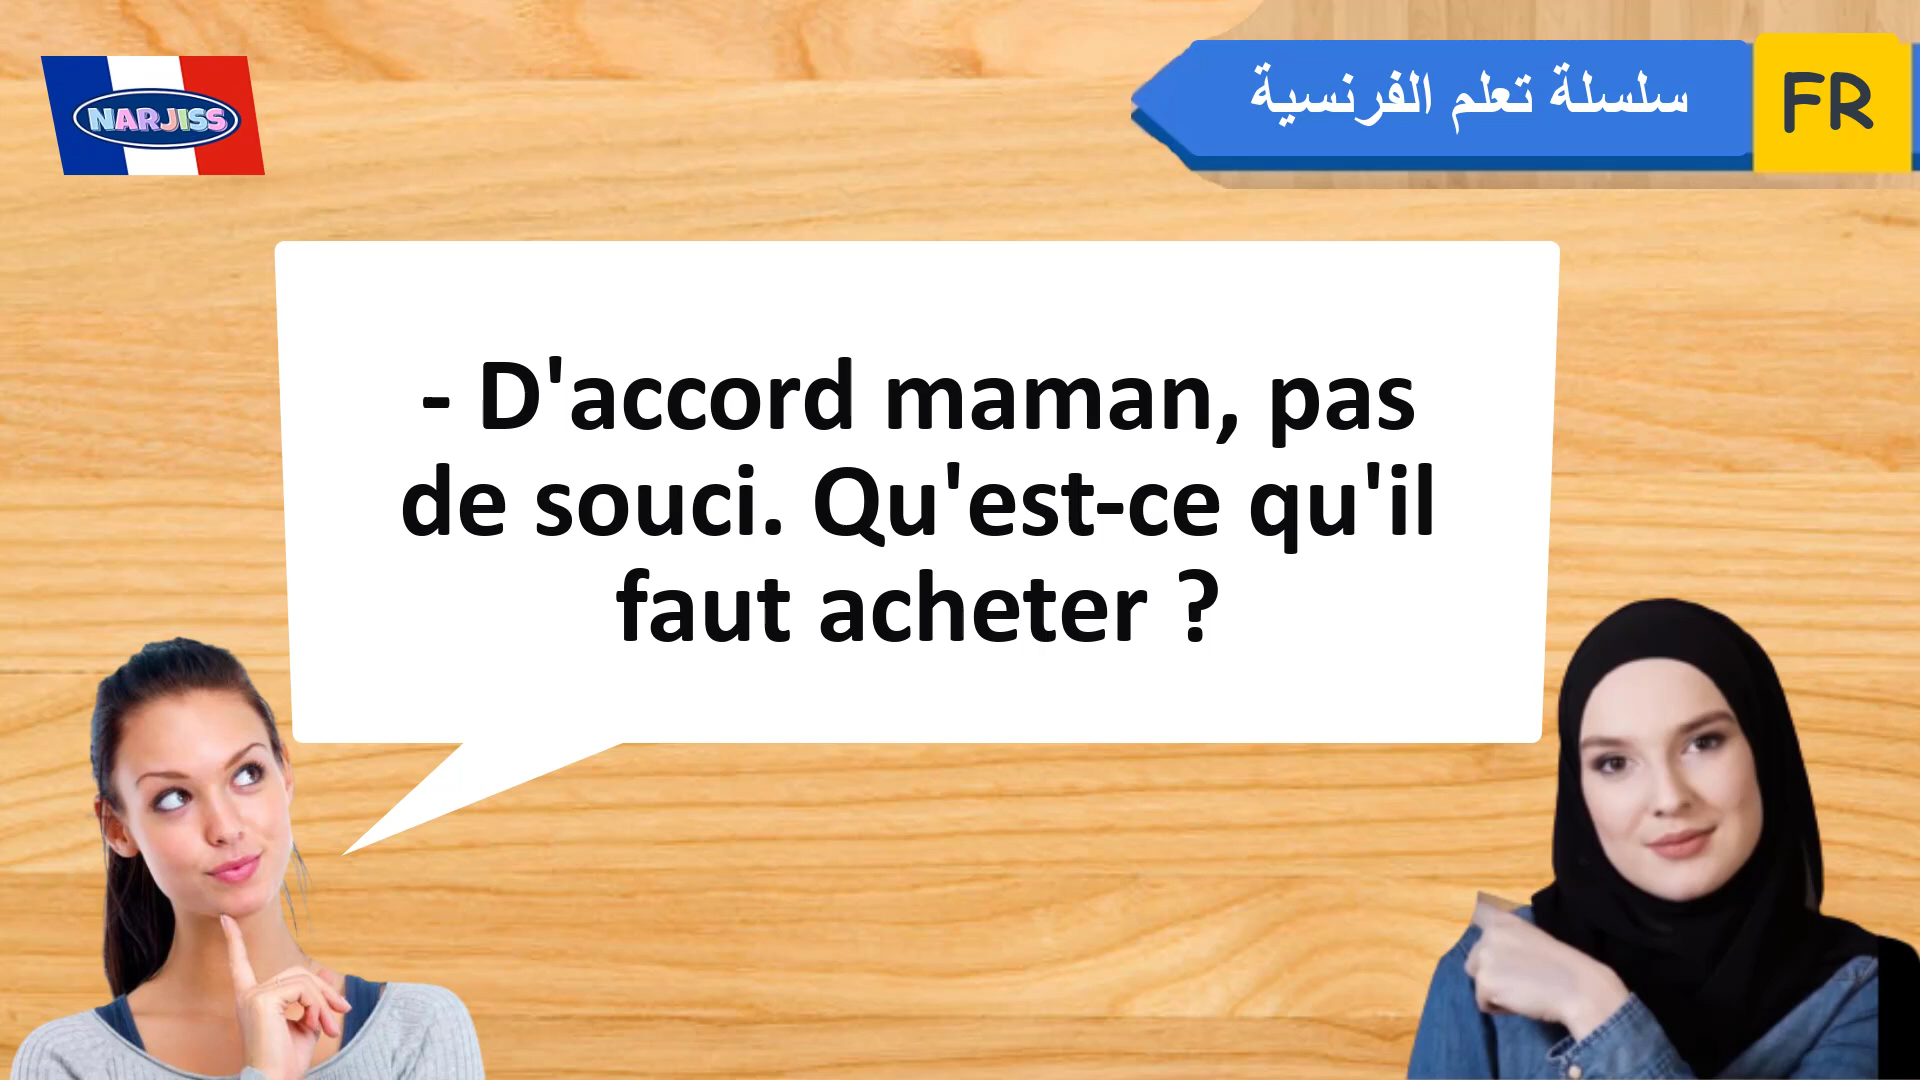 NARJISS
سلسلة تعلم الفرنسية
FR
- D'accord maman, pas
de souci. Qu'est-ce qu'il
faut acheter ?